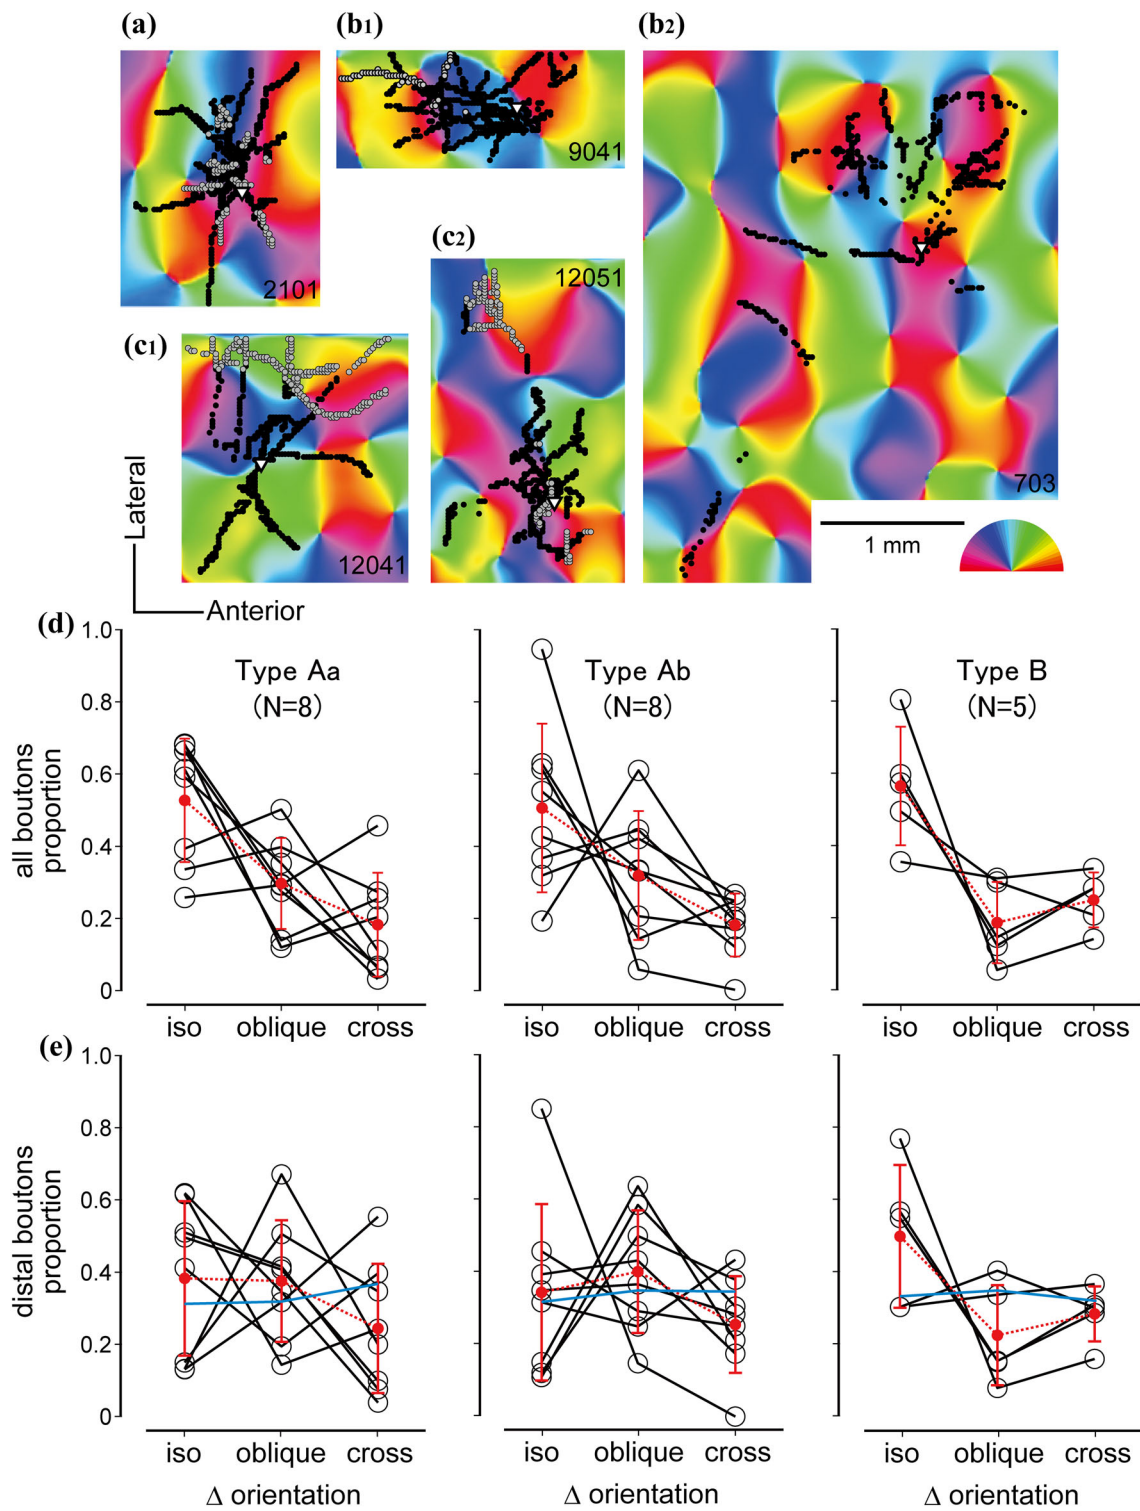 (a)
(b1)
(b2)
2101
9041
(c2)
12051
(c1)
12041
703
1 mm
Lateral
Anterior
(d)
all boutons
proportion
1.0
0.8
0.6
0.4
0.2
0
Type Aa
(N=8)
Type Ab
(N=8)
Type B
(N=5)
iso oblique cross
iso oblique cross
iso oblique cross
(e)
distal boutons
proportion
1.0
0.8
0.6
0.4
0.2
0
iso oblique cross
iso oblique cross
iso oblique cross
Δ orientation
Δ orientation
Δ orientation